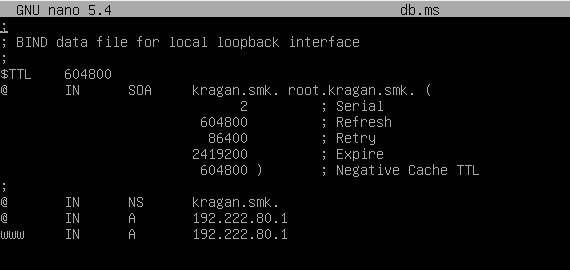 GNU nano 5.4 db.ms
;
; BIND data file for local loopback interface
;
$TTL 604800
@ IN SOA kragan.smk. root.kragan.smk. (
2 ; Serial
604800 ; Refresh
86400 ; Retry
2419200 ; Expire
604800 ) ; Negative Cache TTL
;
@ IN NS kragan.smk.
@ IN A 192.222.80.1
www IN A 192.222.80.1